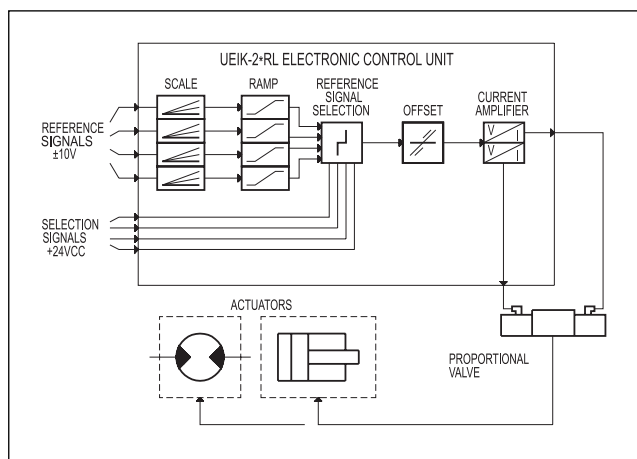 UEIK-2*RL ELECTRONIC CONTROL UNIT
SCALE
RAMP
REFERENCE
SIGNAL
SELECTION
OFFSET
CURRENT
AMPLIFIER
V
V
I
REFERENCE
SIGNALS
±10V
SELECTION
SIGNALS
+24VCC
ACTUATORS
PROPORTIONAL
VALVE